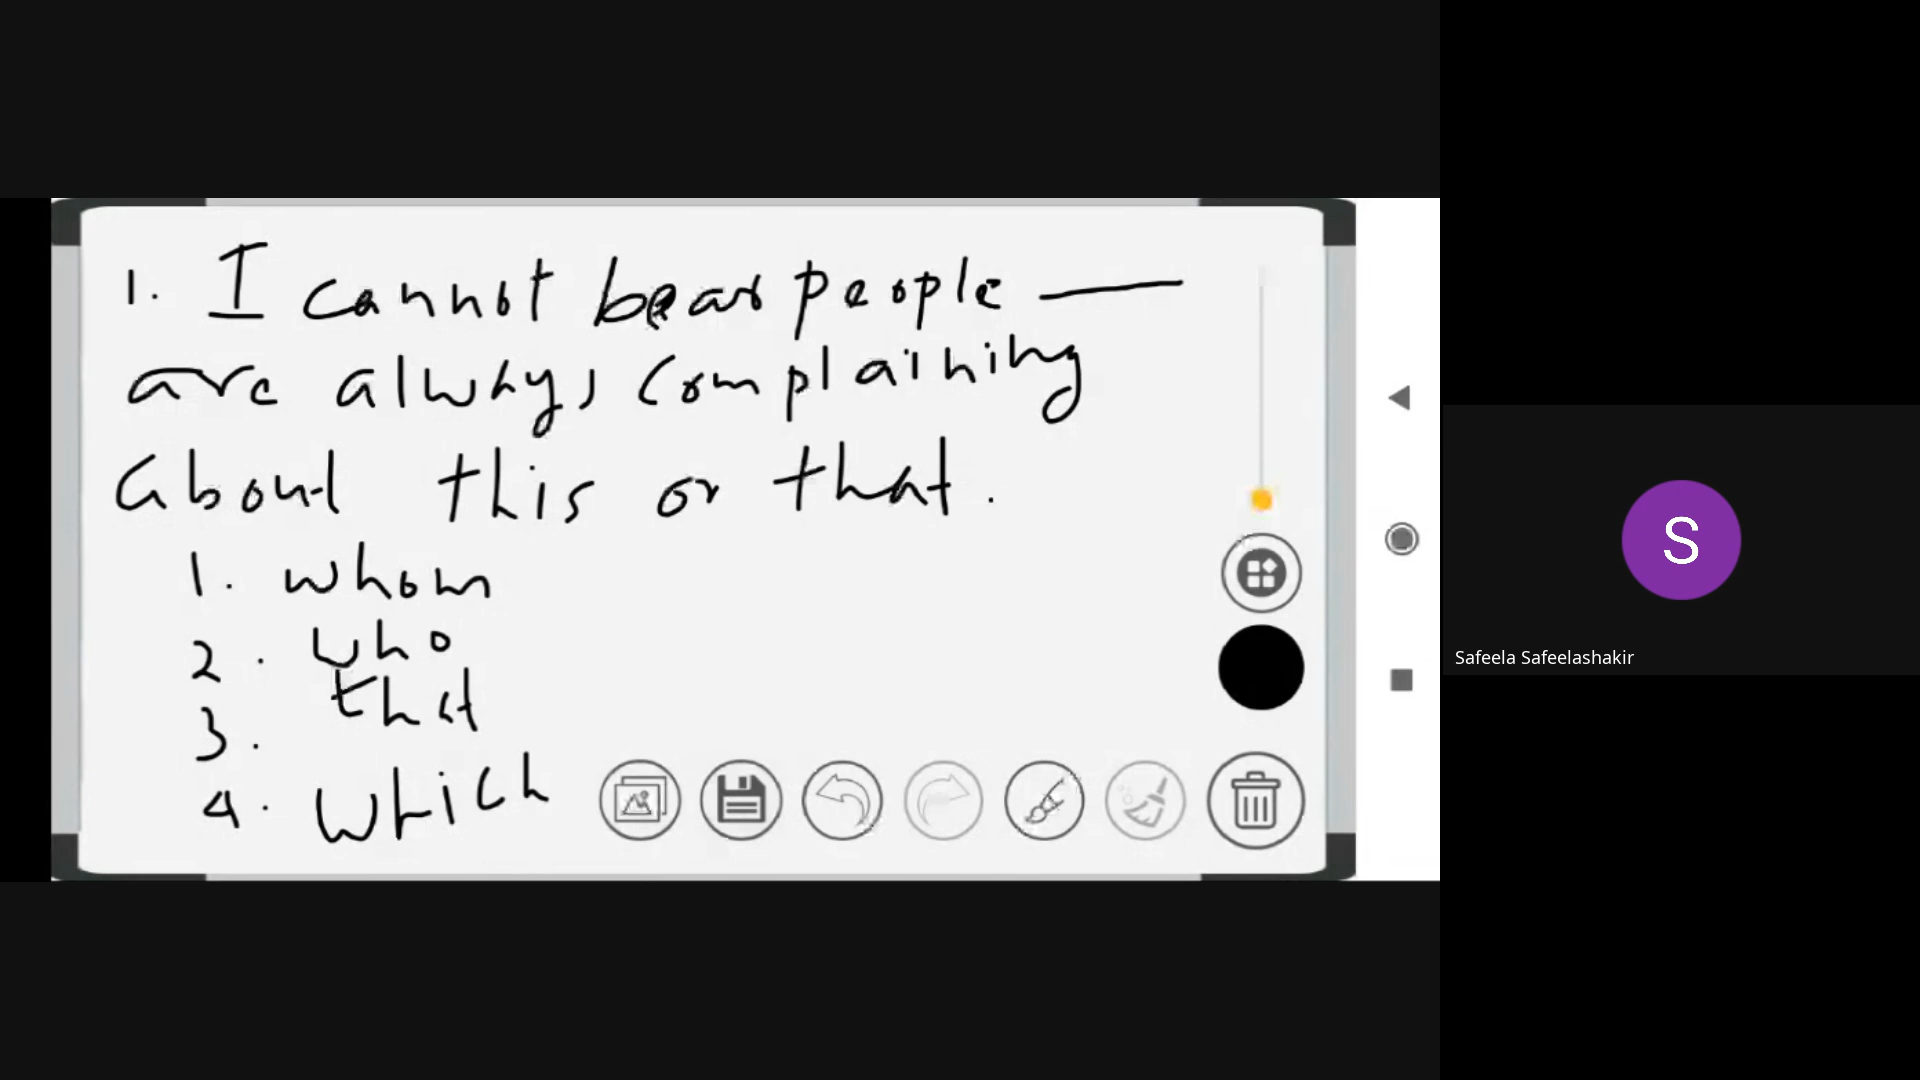 1. I cannot bear people —
are always complaining
about this or that.
1. whom
2. who
3. that
4. which
S
Safeela Safeelashakir